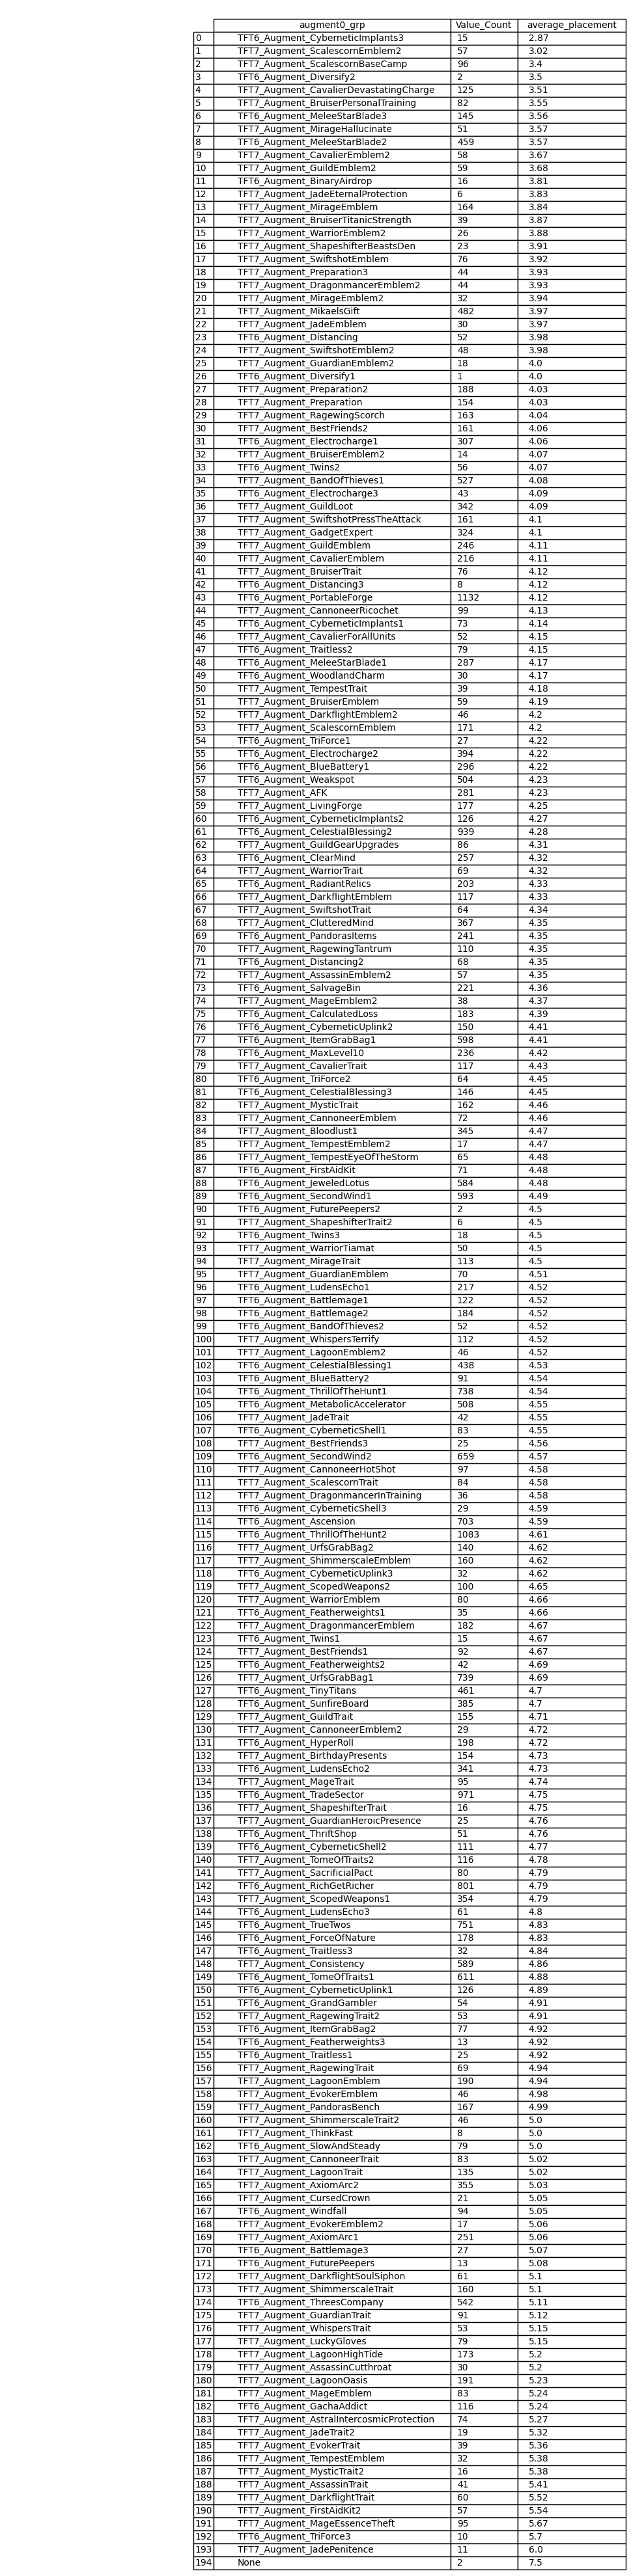 augment0_grp Value_Count average_placement
0 TFT6_Augment_CyberneticImplants3 15 2.87
1 TFT7_Augment_ScalescornEmblem2 57 3.02
2 TFT7_Augment_ScalescornBaseCamp 96 3.4
3 TFT6_Augment_Diversify2 2 3.5
4 TFT7_Augment_CavalierDevastatingCharge 125 3.51
5 TFT7_Augment_BruiserPersonalTraining 82 3.55
6 TFT6_Augment_MeleeStarBlade3 145 3.56
7 TFT7_Augment_MirageHallucinate 51 3.57
8 TFT6_Augment_MeleeStarBlade2 459 3.57
9 TFT7_Augment_CavalierEmblem2 58 3.67
10 TFT7_Augment_GuildEmblem2 59 3.68
11 TFT6_Augment_BinaryAirdrop 16 3.81
12 TFT7_Augment_JadeEternalProtection 6 3.83
13 TFT7_Augment_MirageEmblem 164 3.84
14 TFT7_Augment_BruiserTitanicStrength 39 3.87
15 TFT7_Augment_WarriorEmblem2 26 3.88
16 TFT7_Augment_ShapeshifterBeastsDen 23 3.91
17 TFT7_Augment_SwiftshotEmblem 76 3.92
18 TFT7_Augment_Preparation3 44 3.93
19 TFT7_Augment_DragonmancerEmblem2 44 3.93
20 TFT7_Augment_MirageEmblem2 32 3.94
21 TFT7_Augment_MikaelsGift 482 3.97
22 TFT7_Augment_JadeEmblem 30 3.97
23 TFT6_Augment_Distancing 52 3.98
24 TFT7_Augment_SwiftshotEmblem2 48 3.98
25 TFT7_Augment_GuardianEmblem2 18 4.0
26 TFT6_Augment_Diversify1 1 4.0
27 TFT7_Augment_Preparation2 188 4.03
28 TFT7_Augment_Preparation 154 4.03
29 TFT7_Augment_RagewingScorch 163 4.04
30 TFT7_Augment_BestFriends2 161 4.06
31 TFT6_Augment_Electrocharge1 307 4.06
32 TFT7_Augment_BruiserEmblem2 14 4.07
33 TFT6_Augment_Twins2 56 4.07
34 TFT7_Augment_BandOfThieves1 527 4.08
35 TFT6_Augment_Electrocharge3 43 4.09
36 TFT7_Augment_GuildLoot 342 4.09
37 TFT7_Augment_SwiftshotPressTheAttack 161 4.1
38 TFT7_Augment_GadgetExpert 324 4.1
39 TFT7_Augment_GuildEmblem 246 4.11
40 TFT7_Augment_CavalierEmblem 216 4.11
41 TFT7_Augment_BruiserTrait 76 4.12
42 TFT6_Augment_Distancing3 8 4.12
43 TFT6_Augment_PortableForge 1132 4.12
44 TFT7_Augment_CannoneerRicochet 99 4.13
45 TFT6_Augment_CyberneticImplants1 73 4.14
46 TFT7_Augment_CavalierForAllUnits 52 4.15
47 TFT6_Augment_Traitless2 79 4.15
48 TFT6_Augment_MeleeStarBlade1 287 4.17
49 TFT6_Augment_WoodlandCharm 30 4.17
50 TFT7_Augment_TempestTrait 39 4.18
51 TFT7_Augment_BruiserEmblem 59 4.19
52 TFT7_Augment_DarkflightEmblem2 46 4.2
53 TFT7_Augment_ScalescornEmblem 171 4.2
54 TFT6_Augment_TriForce1 27 4.22
55 TFT6_Augment_Electrocharge2 394 4.22
56 TFT6_Augment_BlueBattery1 296 4.22
57 TFT6_Augment_Weakspot 504 4.23
58 TFT7_Augment_AFK 281 4.23
59 TFT7_Augment_LivingForge 177 4.25
60 TFT6_Augment_CyberneticImplants2 126 4.27
61 TFT6_Augment_CelestialBlessing2 939 4.28
62 TFT7_Augment_GuildGearUpgrades 86 4.31
63 TFT6_Augment_ClearMind 257 4.32
64 TFT7_Augment_WarriorTrait 69 4.32
65 TFT6_Augment_RadiantRelics 203 4.33
66 TFT7_Augment_DarkflightEmblem 117 4.33
67 TFT7_Augment_SwiftshotTrait 64 4.34
68 TFT7_Augment_ClutteredMind 367 4.35
69 TFT6_Augment_PandorasItems 241 4.35
70 TFT7_Augment_RagewingTantrum 110 4.35
71 TFT6_Augment_Distancing2 68 4.35
72 TFT7_Augment_AssassinEmblem2 57 4.35
73 TFT6_Augment_SalvageBin 221 4.36
74 TFT7_Augment_MageEmblem2 38 4.37
75 TFT6_Augment_CalculatedLoss 183 4.39
76 TFT6_Augment_CyberneticUplink2 150 4.41
77 TFT6_Augment_ItemGrabBag1 598 4.41
78 TFT7_Augment_MaxLevel10 236 4.42
79 TFT7_Augment_CavalierTrait 117 4.43
80 TFT6_Augment_TriForce2 64 4.45
81 TFT6_Augment_CelestialBlessing3 146 4.45
82 TFT7_Augment_MysticTrait 162 4.46
83 TFT7_Augment_CannoneerEmblem 72 4.46
84 TFT7_Augment_Bloodlust1 345 4.47
85 TFT7_Augment_TempestEmblem2 17 4.47
86 TFT7_Augment_TempestEyeOfTheStorm 65 4.48
87 TFT6_Augment_FirstAidKit 71 4.48
88 TFT6_Augment_JeweledLotus 584 4.48
89 TFT6_Augment_SecondWind1 593 4.49
90 TFT6_Augment_FuturePeepers2 2 4.5
91 TFT7_Augment_ShapeshifterTrait2 6 4.5
92 TFT6_Augment_Twins3 18 4.5
93 TFT7_Augment_WarriorTiamat 50 4.5
94 TFT7_Augment_MirageTrait 113 4.5
95 TFT7_Augment_GuardianEmblem 70 4.51
96 TFT6_Augment_LudensEcho1 217 4.52
97 TFT6_Augment_Battlemage1 122 4.52
98 TFT6_Augment_Battlemage2 184 4.52
99 TFT6_Augment_BandOfThieves2 52 4.52
100 TFT7_Augment_WhispersTerrify 112 4.52
101 TFT7_Augment_LagoonEmblem2 46 4.52
102 TFT6_Augment_CelestialBlessing1 438 4.53
103 TFT6_Augment_BlueBattery2 91 4.54
104 TFT6_Augment_ThrillOfTheHunt1 738 4.54
105 TFT6_Augment_MetabolicAccelerator 508 4.55
106 TFT7_Augment_JadeTrait 42 4.55
107 TFT6_Augment_CyberneticShell1 83 4.55
108 TFT7_Augment_BestFriends3 25 4.56
109 TFT6_Augment_SecondWind2 659 4.57
110 TFT7_Augment_CannoneerHotShot 97 4.58
111 TFT7_Augment_ScalescornTrait 84 4.58
112 TFT7_Augment_DragonmancerInTraining 36 4.58
113 TFT6_Augment_CyberneticShell3 29 4.59
114 TFT6_Augment_Ascension 703 4.59
115 TFT6_Augment_ThrillOfTheHunt2 1083 4.61
116 TFT7_Augment_UrfsGrabBag2 140 4.62
117 TFT7_Augment_ShimmerscaleEmblem 160 4.62
118 TFT6_Augment_CyberneticUplink3 32 4.62
119 TFT7_Augment_ScopedWeapons2 100 4.65
120 TFT7_Augment_WarriorEmblem 80 4.66
121 TFT6_Augment_Featherweights1 35 4.66
122 TFT7_Augment_DragonmancerEmblem 182 4.67
123 TFT6_Augment_Twins1 15 4.67
124 TFT7_Augment_BestFriends1 92 4.67
125 TFT6_Augment_Featherweights2 42 4.69
126 TFT7_Augment_UrfsGrabBag1 739 4.69
127 TFT6_Augment_TinyTitans 461 4.7
128 TFT6_Augment_SunfireBoard 385 4.7
129 TFT7_Augment_GuildTrait 155 4.71
130 TFT7_Augment_CannoneerEmblem2 29 4.72
131 TFT6_Augment_HyperRoll 198 4.72
132 TFT7_Augment_BirthdayPresents 154 4.73
133 TFT6_Augment_LudensEcho2 341 4.73
134 TFT7_Augment_MageTrait 95 4.74
135 TFT6_Augment_TradeSector 971 4.75
136 TFT7_Augment_ShapeshifterTrait 16 4.75
137 TFT7_Augment_GuardianHeroicPresence 25 4.76
138 TFT6_Augment_ThriftShop 51 4.76
139 TFT6_Augment_CyberneticShell2 111 4.77
140 TFT7_Augment_TomeOfTraits2 116 4.78
141 TFT7_Augment_SacrificialPact 80 4.79
142 TFT6_Augment_RichGetRicher 801 4.79
143 TFT7_Augment_ScopedWeapons1 354 4.79
144 TFT6_Augment_LudensEcho3 61 4.8
145 TFT6_Augment_TrueTwos 751 4.83
146 TFT6_Augment_ForceOfNature 178 4.83
147 TFT6_Augment_Traitless3 32 4.84
148 TFT7_Augment_Consistency 589 4.86
149 TFT6_Augment_TomeOfTraits1 611 4.88
150 TFT6_Augment_CyberneticUplink1 126 4.89
151 TFT6_Augment_GrandGambler 54 4.91
152 TFT7_Augment_RagewingTrait2 53 4.91
153 TFT6_Augment_ItemGrabBag2 77 4.92
154 TFT6_Augment_Featherweights3 13 4.92
155 TFT6_Augment_Traitless1 25 4.92
156 TFT7_Augment_RagewingTrait 69 4.94
157 TFT7_Augment_LagoonEmblem 190 4.94
158 TFT7_Augment_EvokerEmblem 46 4.98
159 TFT7_Augment_PandorasBench 167 4.99
160 TFT7_Augment_ShimmerscaleTrait2 46 5.0
161 TFT7_Augment_ThinkFast 8 5.0
162 TFT6_Augment_SlowAndSteady 79 5.0
163 TFT7_Augment_CannoneerTrait 83 5.02
164 TFT7_Augment_LagoonTrait 135 5.02
165 TFT7_Augment_AxiomArc2 355 5.03
166 TFT7_Augment_CursedCrown 21 5.05
167 TFT6_Augment_Windfall 94 5.05
168 TFT7_Augment_EvokerEmblem2 17 5.06
169 TFT7_Augment_AxiomArc1 251 5.06
170 TFT6_Augment_Battlemage3 27 5.07
171 TFT6_Augment_FuturePeepers 13 5.08
172 TFT7_Augment_DarkflightSoulSiphon 61 5.1
173 TFT7_Augment_ShimmerscaleTrait 160 5.1
174 TFT6_Augment_ThreesCompany 542 5.11
175 TFT7_Augment_GuardianTrait 91 5.12
176 TFT7_Augment_WhispersTrait 53 5.15
177 TFT7_Augment_LuckyGloves 79 5.15
178 TFT7_Augment_LagoonHighTide 173 5.2
179 TFT7_Augment_AssassinCutthroat 30 5.2
180 TFT7_Augment_LagoonOasis 191 5.23
181 TFT7_Augment_MageEmblem 83 5.24
182 TFT6_Augment_GachaAddict 116 5.24
183 TFT7_Augment_AstralIntercosmicProtection 74 5.27
184 TFT7_Augment_JadeTrait2 19 5.32
185 TFT7_Augment_EvokerTrait 39 5.36
186 TFT7_Augment_TempestEmblem 32 5.38
187 TFT7_Augment_MysticTrait2 16 5.38
188 TFT7_Augment_AssassinTrait 41 5.41
189 TFT7_Augment_DarkflightTrait 60 5.52
190 TFT7_Augment_FirstAidKit2 57 5.54
191 TFT7_Augment_MageEssenceTheft 95 5.67
192 TFT6_Augment_TriForce3 10 5.7
193 TFT7_Augment_JadePenitence 11 6.0
194 None 2 7.5